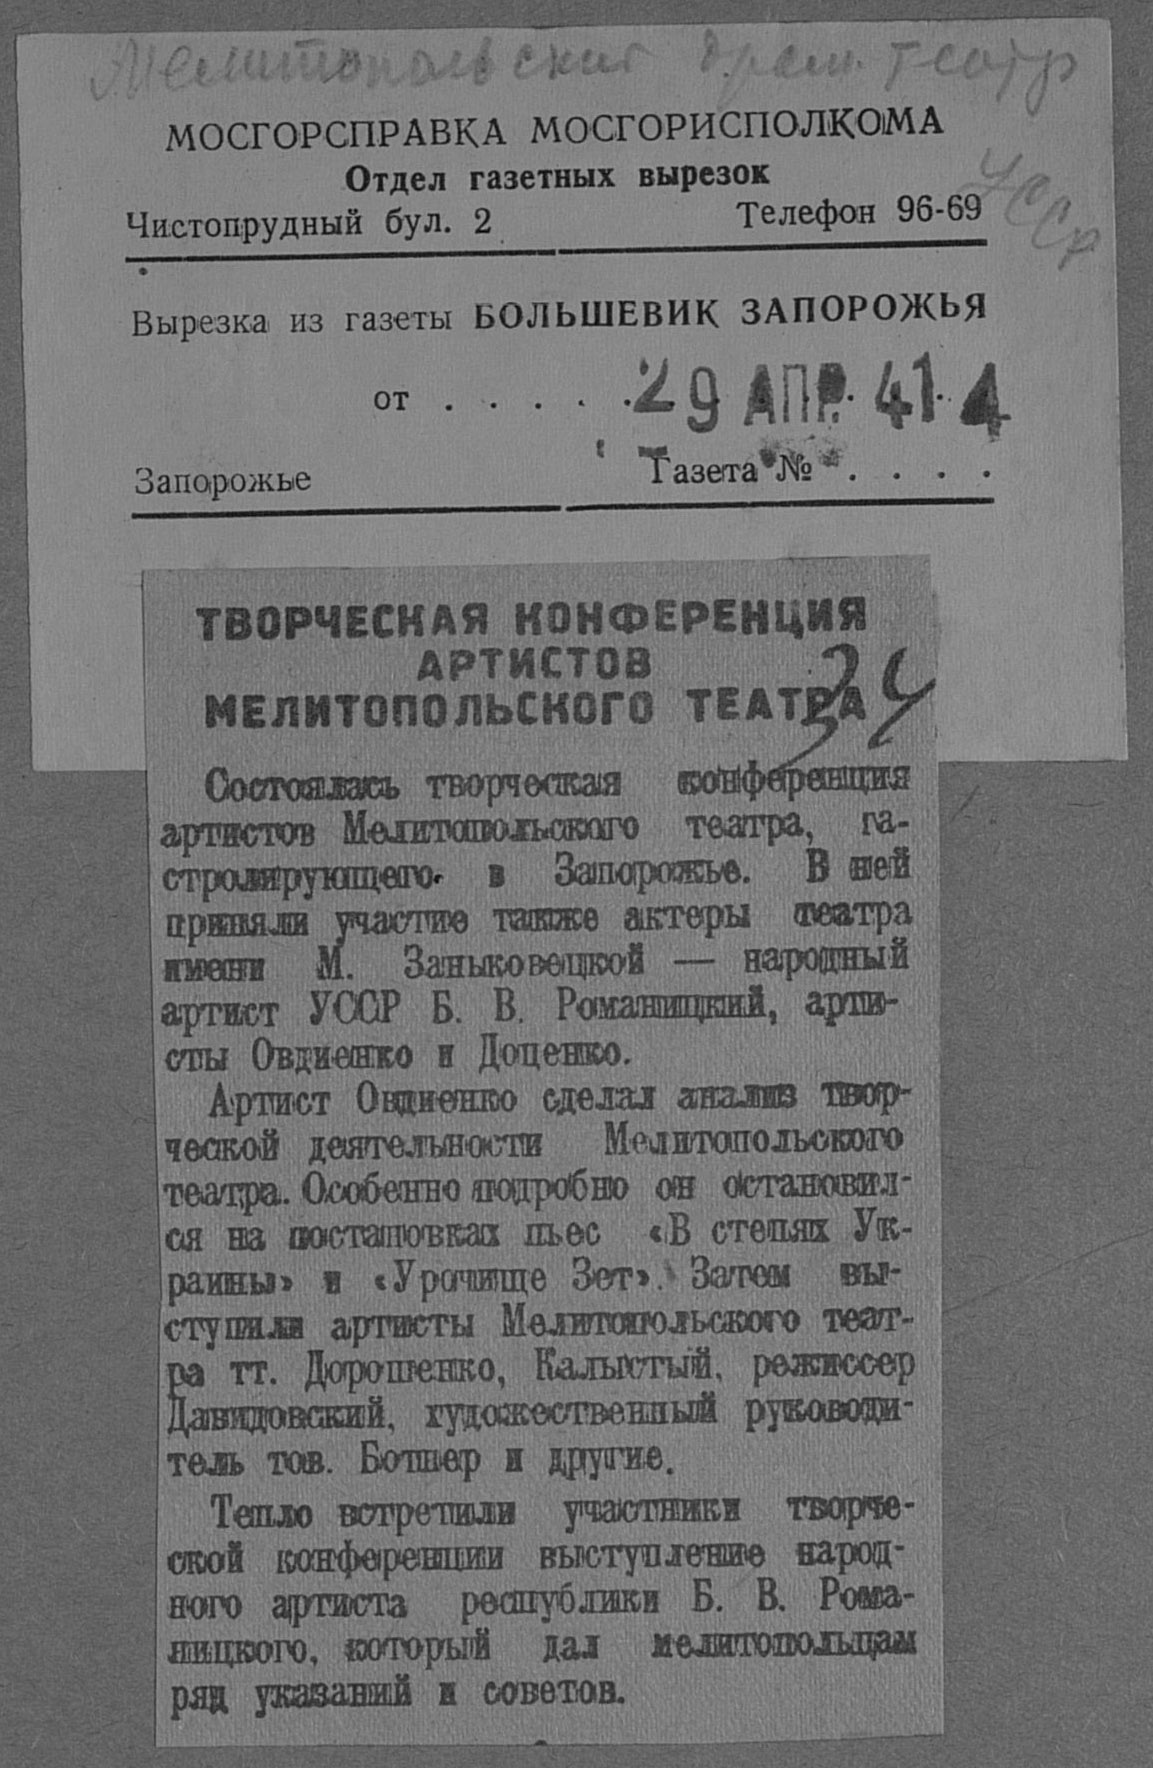 Мелитопольский драм. театр
УССР
МОСГОРСПРАВКА МОСГОРИСПОЛКОМА
Отдел газетных вырезок
Чистопрудный бул. 2 Телефон 96-69
Вырезка из газеты БОЛЬШЕВИК ЗАПОРОЖЬЯ
от . . . . . 29 АПР. 41. 4
Запорожье Газета № . . . .
ТВОРЧЕСКАЯ КОНФЕРЕНЦИЯ
АРТИСТОВ
МЕЛИТОПОЛЬСКОГО ТЕАТРА
34
Состоялась творческая конференция
артистов Мелитопольского театра, га-
стролирующего в Запорожье. В ней
приняли участие также актеры театра
имени М. Заньковецкой — народный
артист УССР Б. В. Романицкий, арти-
сты Овдиенко и Доценко.
Артист Овдиенко сделал анализ твор-
ческой деятельности Мелитопольского
театра. Особенно подробно он остановил-
ся на постановках пьес «В степях Ук-
раины» и «Урочище Зет». Затем вы-
ступили артисты Мелитопольского теат-
ра тт. Дорошенко, Калыстый, режиссер
Давидовский, художественный руководи-
тель тов. Ботнер и другие.
Тепло встретили участники творче-
ской конференции выступление народ-
ного артиста республики Б. В. Рома-
ницкого, который дал мелитопольцам
ряд указаний и советов.